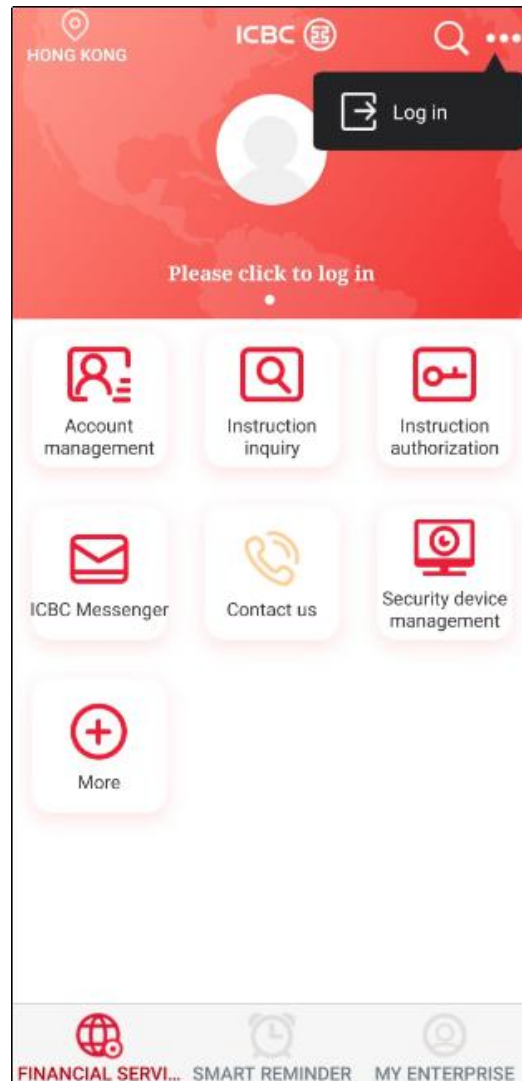 HONG KONG
ICBC
Log in
Please click to log in
Account
management
Instruction
inquiry
Instruction
authorization
ICBC Messenger
Contact us
Security device
management
More
FINANCIAL SERVI...
SMART REMINDER
MY ENTERPRISE